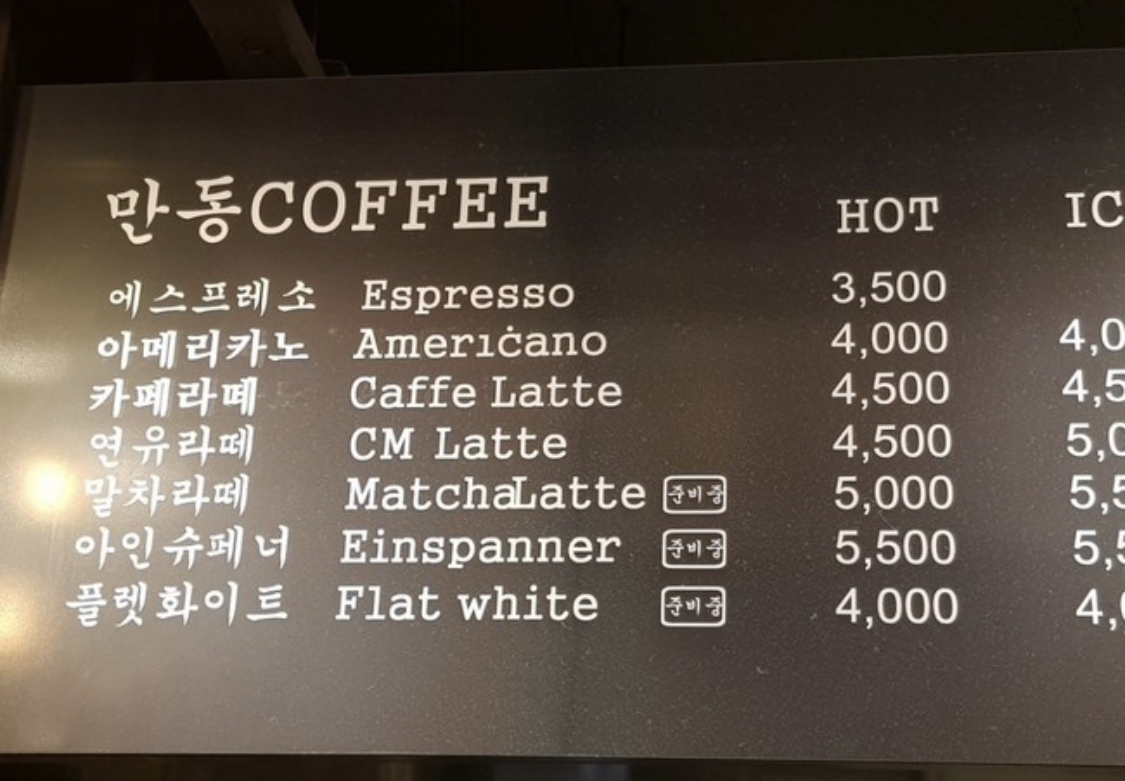 만동COFFEE HOT
에스프레소 Espresso 3,500
아메리카노 Americano 4,000
카페라떼 Caffe Latte 4,500
연유라떼 CM Latte 4,500
말차라떼 MatchaLatte 준비중 5,000
아인슈페너 Einspanner 준비중 5,500
플렛화이트 Flat white 준비중 4,000